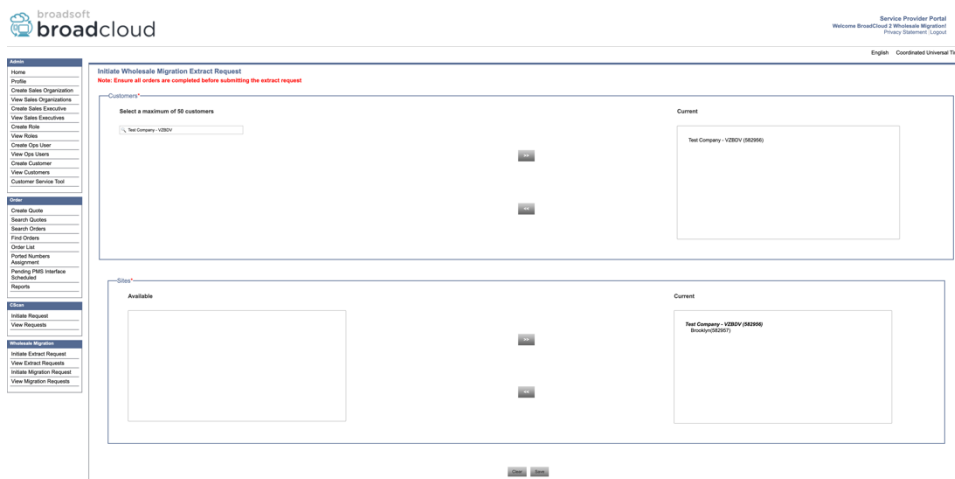 broadsoft
broadcloud
Service Provider Portal
Welcome BroadCloud 2 Wholesale Migration!
Privacy Statement Logout
English Coordinated Universal Ti
Admin
Home
Profile
Create Sales Organization
View Sales Organizations
Create Sales Executive
View Sales Executives
Create Role
View Roles
Create Ops User
View Ops Users
Create Customer
View Customers
Customer Service Tool
Order
Create Quote
Search Quotes
Search Orders
Find Orders
Order List
Ported Numbers
Assignment
Pending PMS Interface
Scheduled
Reports
CScan
Initiate Request
View Requests
Wholesale Migration
Initiate Extract Request
View Extract Requests
Initiate Migration Request
View Migration Requests
Initiate Wholesale Migration Extract Request
Note: Ensure all orders are completed before submitting the extract request
Customers*
Select a maximum of 50 customers
Current
Test Company - VZBDV
Test Company - VZBDV (582956)
>>
<<
Sites*
Available
Current
Test Company - VZBDV (582956)
Brooklyn(582957)
>>
<<
Clear Save